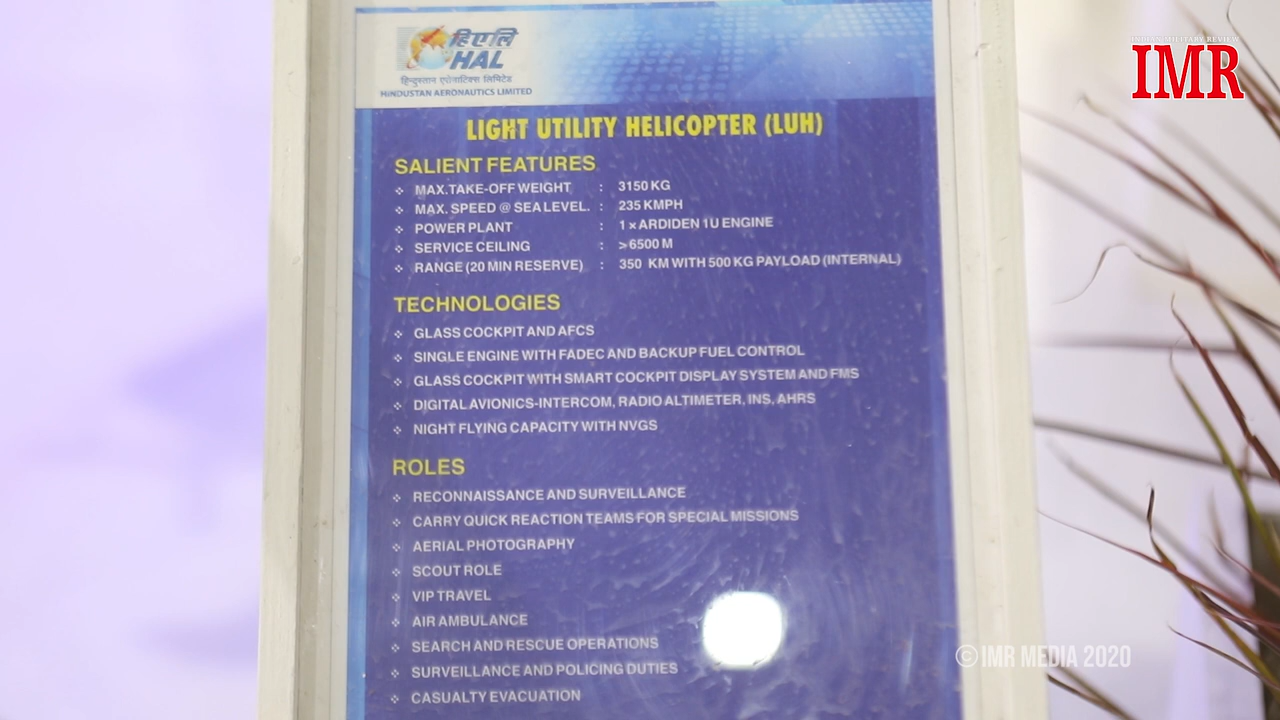 हिएलि
HAL
हिन्दुस्तान एरोनाटिक्स लिमिटेड
HINDUSTAN AERONAUTICS LIMITED
INDIAN MILITARY REVIEW
IMR
LIGHT UTILITY HELICOPTER (LUH)
SALIENT FEATURES
❖ MAX.TAKE-OFF WEIGHT : 3150 KG
❖ MAX. SPEED @ SEA LEVEL. : 235 KMPH
❖ POWER PLANT : 1 x ARDIDEN 1U ENGINE
❖ SERVICE CEILING : >6500 M
❖ RANGE (20 MIN RESERVE) : 350 KM WITH 500 KG PAYLOAD (INTERNAL)
TECHNOLOGIES
❖ GLASS COCKPIT AND AFCS
❖ SINGLE ENGINE WITH FADEC AND BACKUP FUEL CONTROL
❖ GLASS COCKPIT WITH SMART COCKPIT DISPLAY SYSTEM AND FMS
❖ DIGITAL AVIONICS-INTERCOM, RADIO ALTIMETER, INS, AHRS
❖ NIGHT FLYING CAPACITY WITH NVGS
ROLES
❖ RECONNAISSANCE AND SURVEILLANCE
❖ CARRY QUICK REACTION TEAMS FOR SPECIAL MISSIONS
❖ AERIAL PHOTOGRAPHY
❖ SCOUT ROLE
❖ VIP TRAVEL
❖ AIR AMBULANCE
❖ SEARCH AND RESCUE OPERATIONS
❖ SURVEILLANCE AND POLICING DUTIES
❖ CASUALTY EVACUATION
© IMR MEDIA 2020